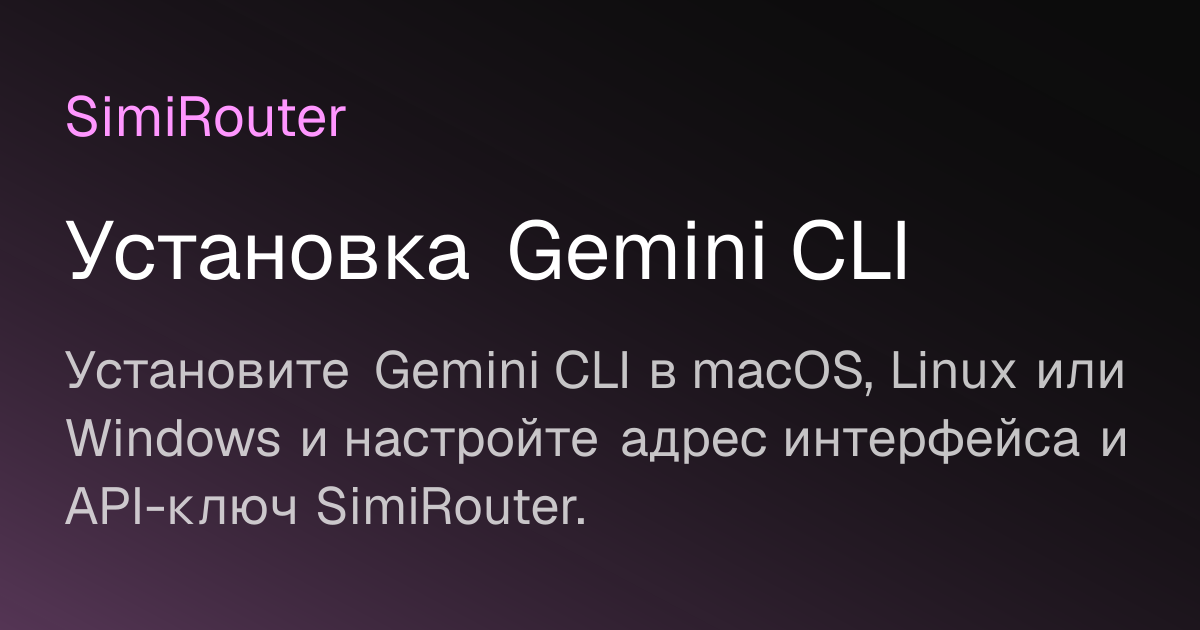 SimiRouter
Установка Gemini CLI
Установите Gemini CLI в macOS, Linux или
Windows и настройте адрес интерфейса и
API-ключ SimiRouter.